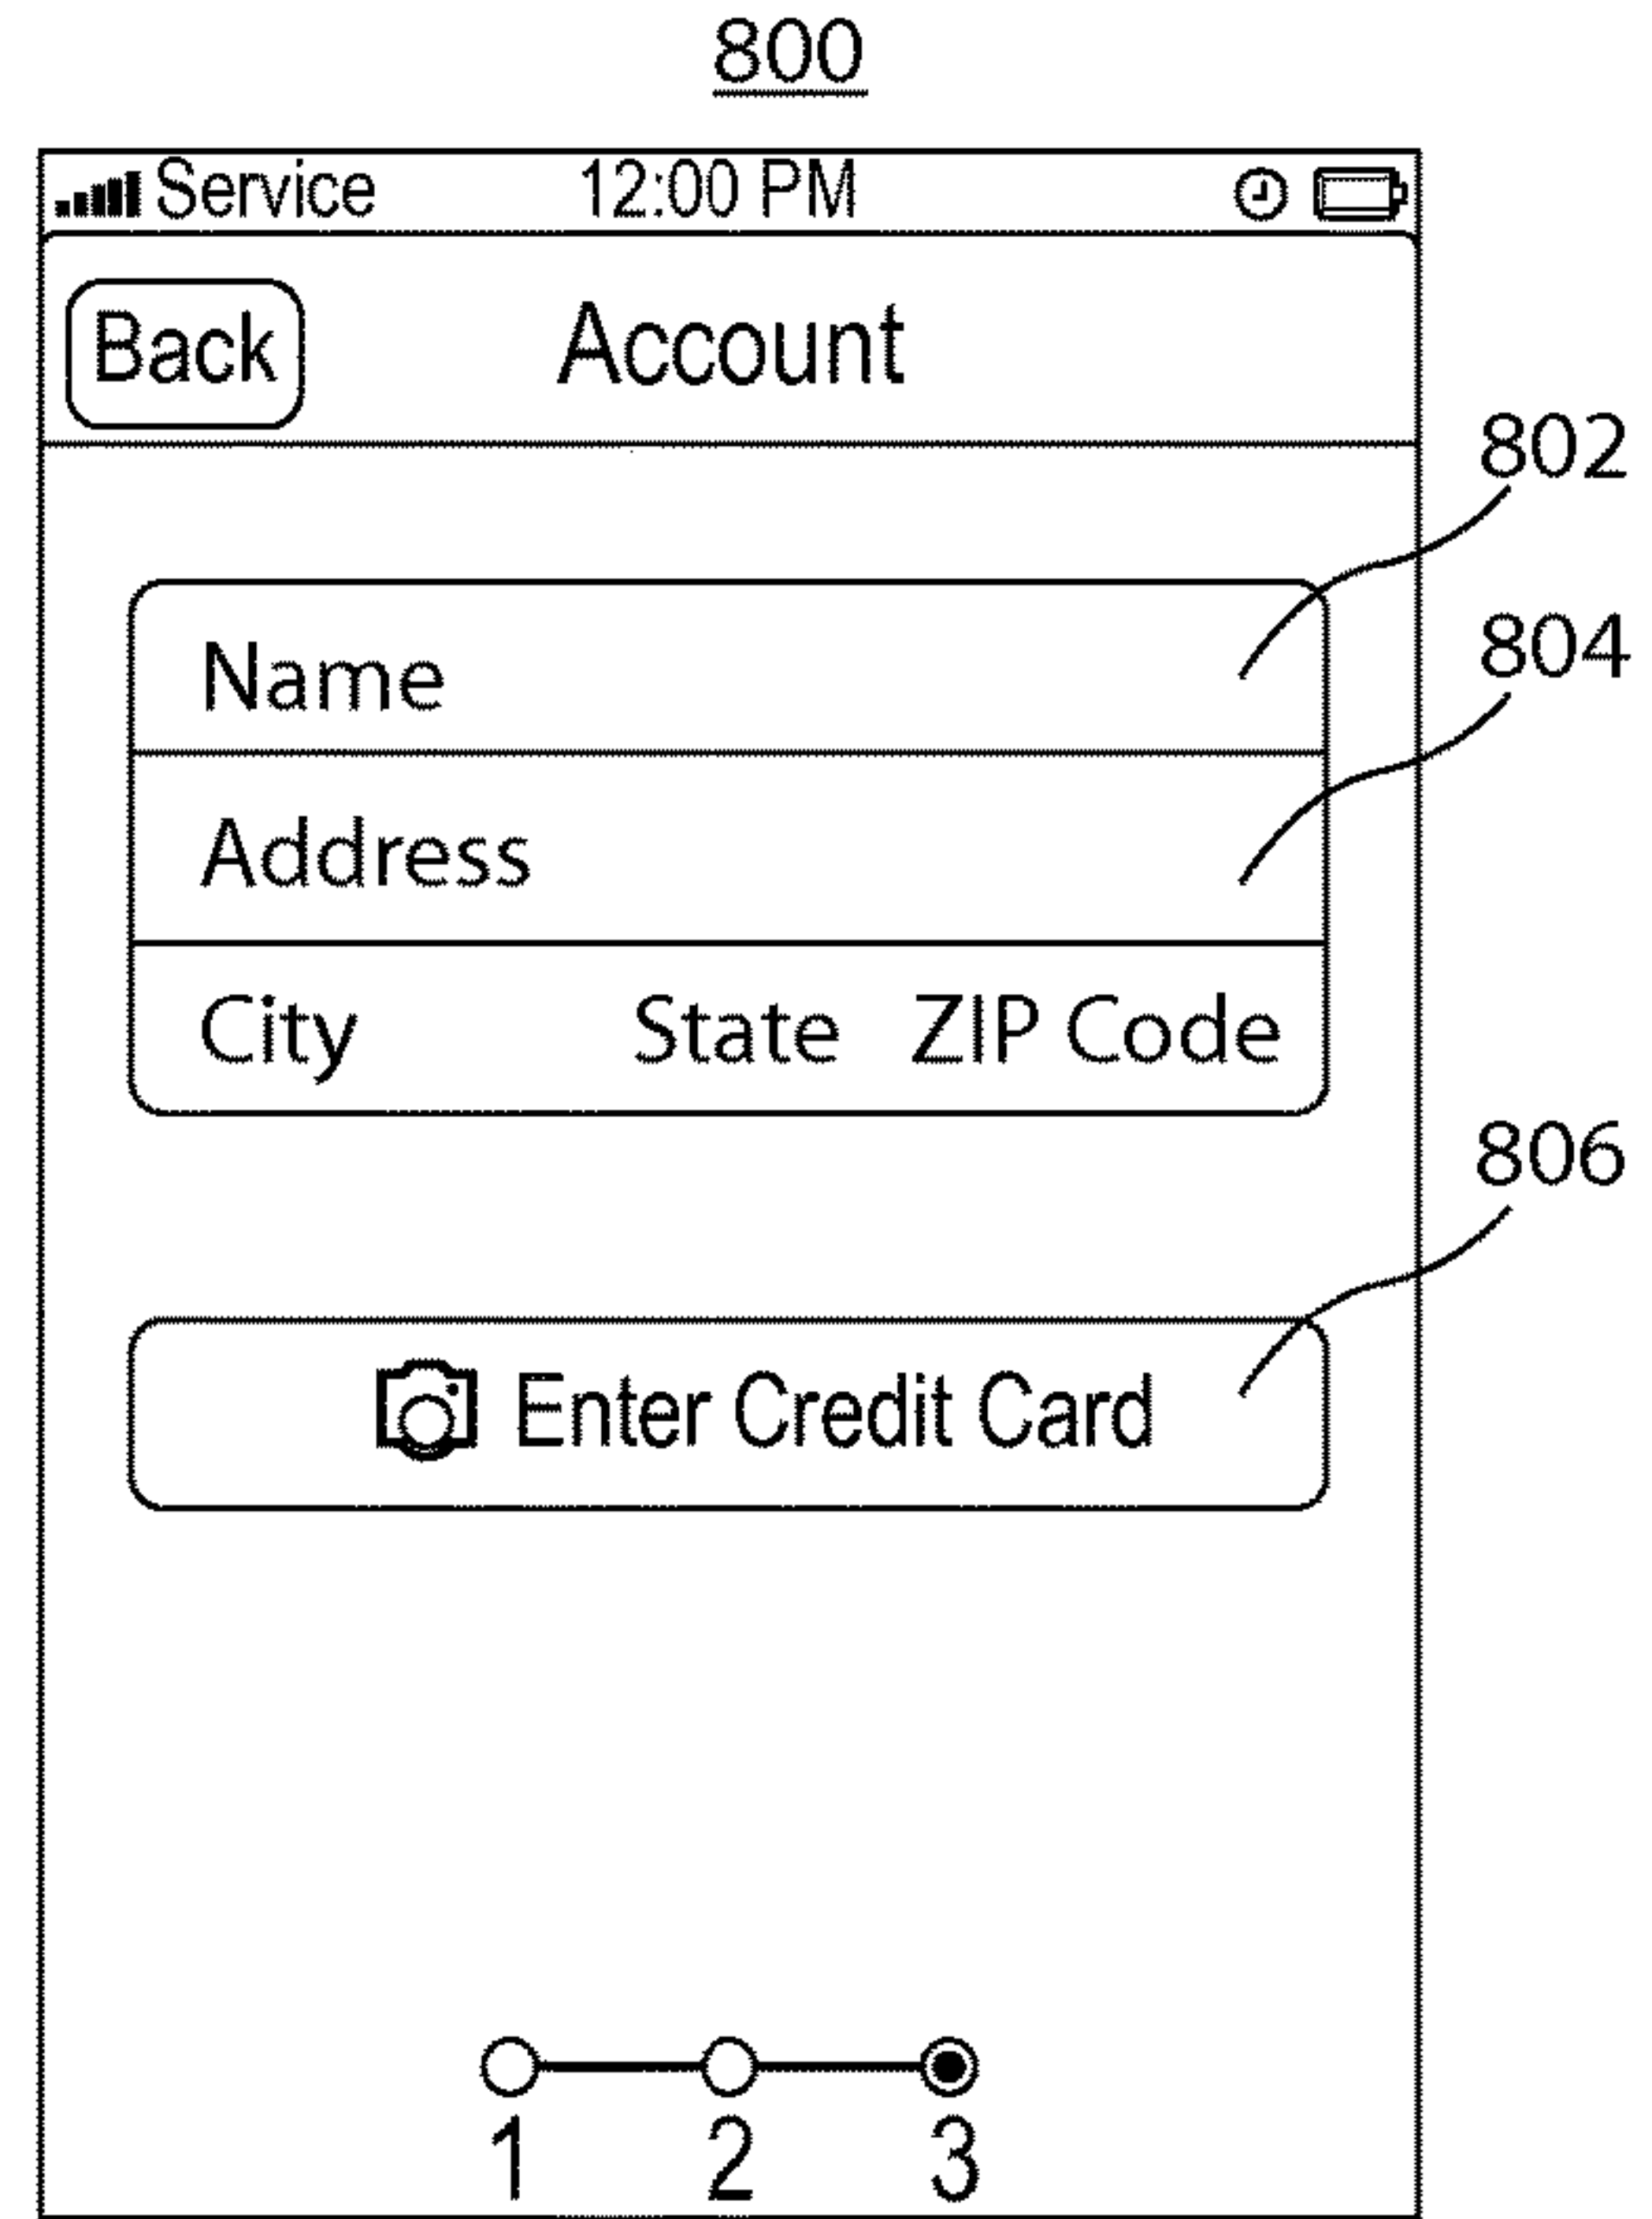 800
Service 12:00 PM
Back Account
802
Name
804
Address
City State ZIP Code
806
Enter Credit Card
1 2 3